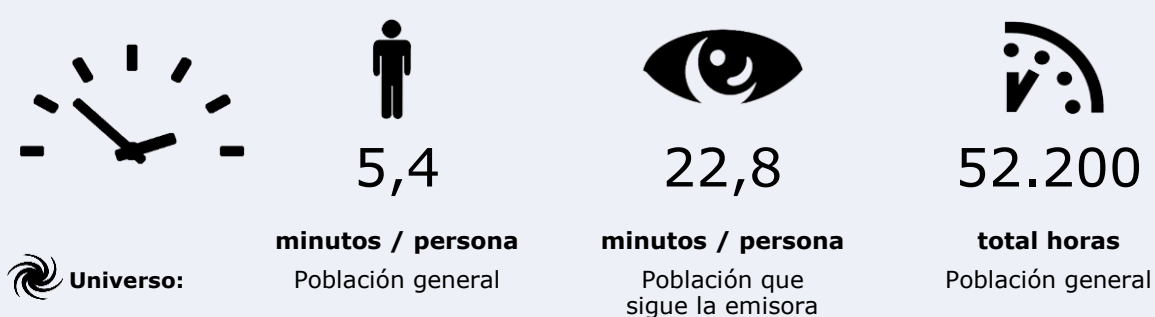 5,4
22,8
52.200
minutos / persona
minutos / persona
total horas
Universo:
Población general
Población que
sigue la emisora
Población general